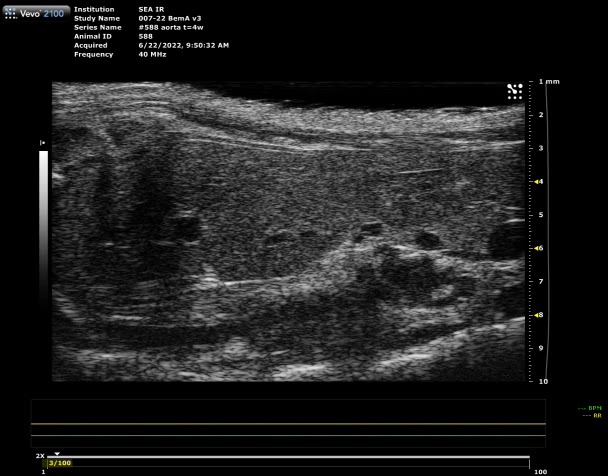 Vevo 2100
Institution SEA IR
Study Name 007-22 BemA v3
Series Name #588 aorta t=4w
Animal ID 588
Acquired 6/22/2022, 9:50:32 AM
Frequency 40 MHz
1 mm
2
3
4
5
6
7
8
9
10
--- BPM
--- RR
2X
3/100
1 100